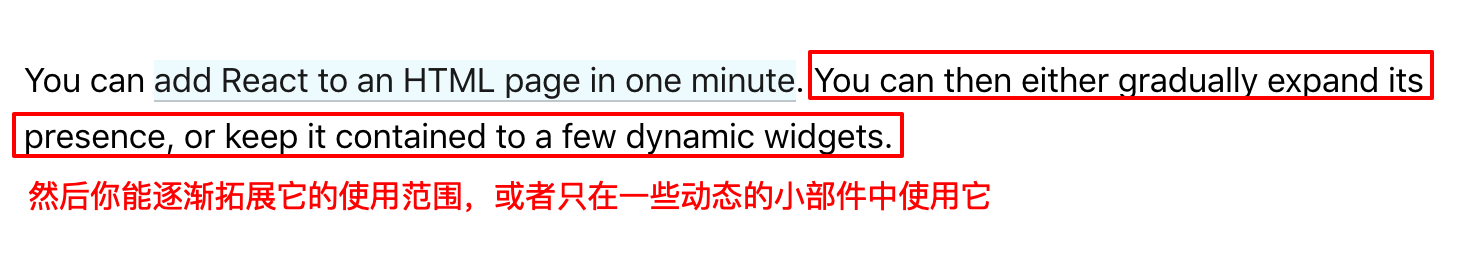 You can add React to an HTML page in one minute. You can then either gradually expand its
presence, or keep it contained to a few dynamic widgets.
然后你能逐渐拓展它的使用范围，或者只在一些动态的小部件中使用它